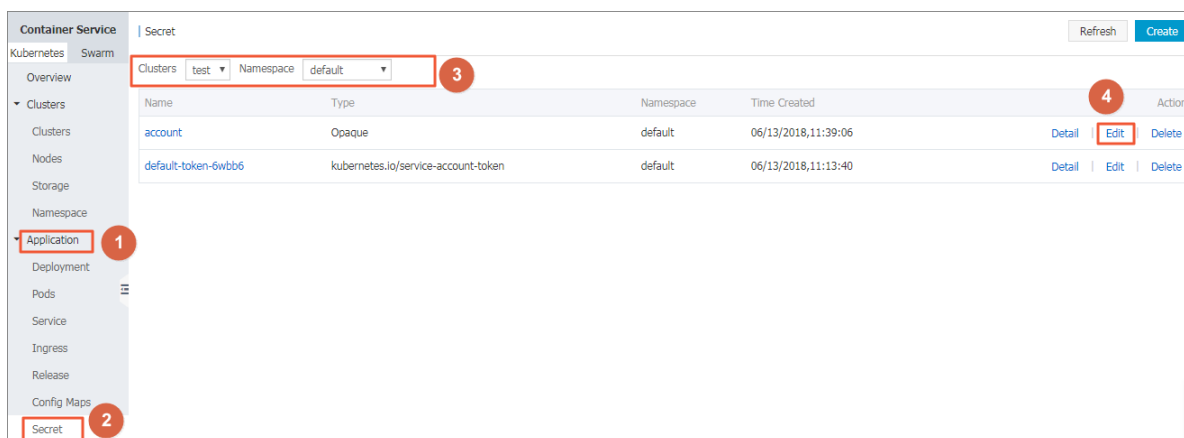 Container Service
Secret
Refresh
Create
Kubernetes Swarm
Overview
Clusters test Namespace default
3
Clusters
Name Type Namespace Time Created Action
4
Clusters
account Opaque default 06/13/2018,11:39:06 Detail Edit Delete
Nodes
default-token-6wbb6 kubernetes.io/service-account-token default 06/13/2018,11:13:40 Detail Edit Delete
Storage
Namespace
Application
1
Deployment
Pods
Service
Ingress
Release
Config Maps
2
Secret